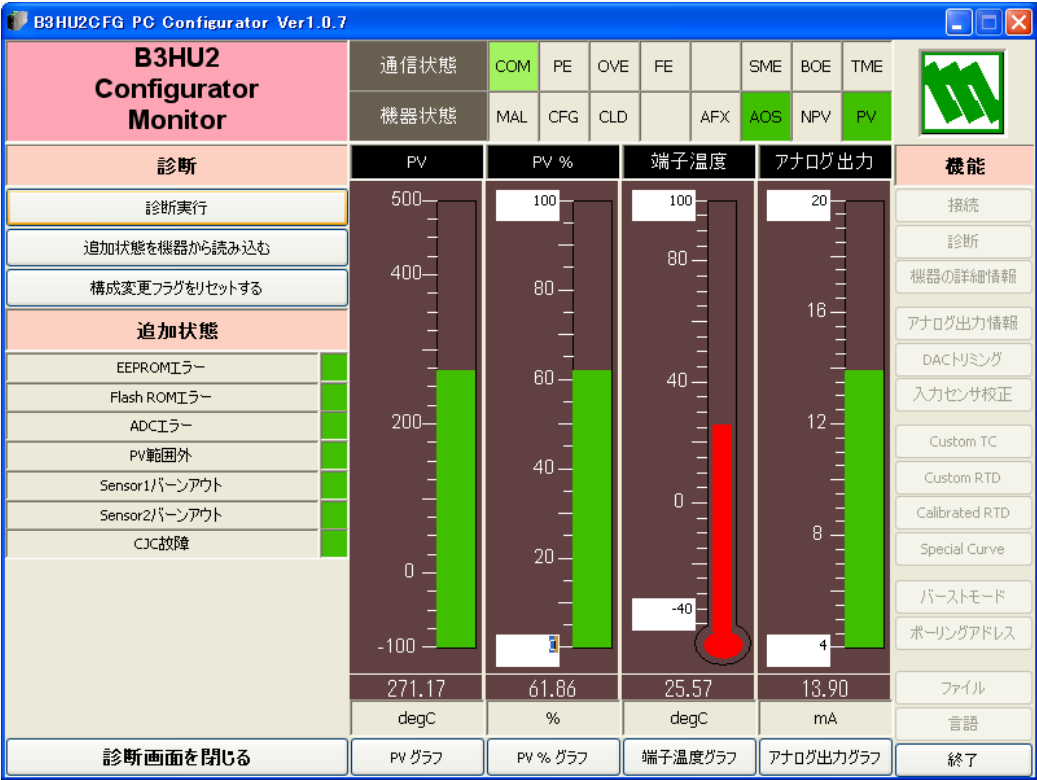 B3HU2CFG PC Configurator Ver1.0.7
B3HU2
Configurator
Monitor
通信状態 COM PE OVE FE SME BOE TME
機器状態 MAL CFG CLD AFX AOS NPV PV
診断
診断実行
追加状態を機器から読み込む
構成変更フラグをリセットする
追加状態
EEPROMエラー
Flash ROMエラー
ADCエラー
PV範囲外
Sensor1バーンアウト
Sensor2バーンアウト
CJC故障
診断画面を閉じる
PV
500
400
200
0
-100
271.17
degC
PV グラフ
PV %
100
80
60
40
20
61.86
%
PV % グラフ
端子温度
100
80
40
0
-40
25.57
degC
端子温度グラフ
アナログ出力
20
16
12
8
4
13.90
mA
アナログ出力グラフ
機能
接続
診断
機器の詳細情報
アナログ出力情報
DACトリミング
入力センサ校正
Custom TC
Custom RTD
Calibrated RTD
Special Curve
バーストモード
ポーリングアドレス
ファイル
言語
終了